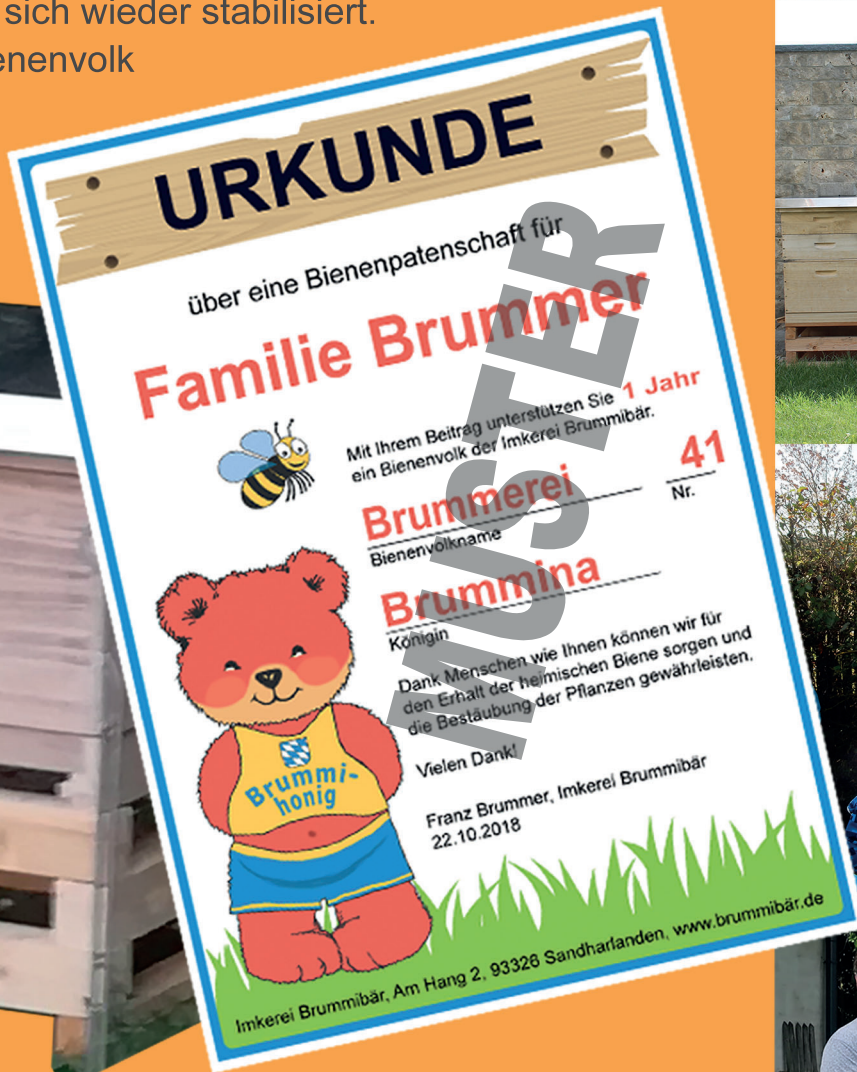 sich wieder stabilisiert.
enenvolk
URKUNDE
über eine Bienenpatenschaft für
Familie Brummer
Mit Ihrem Beitrag unterstützen Sie 1 Jahr
ein Bienenvolk der Imkerei Brummibär.
Brummerei 41
Bienenvolkname Nr.
Brummina
Königin
Dank Menschen wie Ihnen können wir für
den Erhalt der heimischen Biene sorgen und
die Bestäubung der Pflanzen gewährleisten.
Vielen Dank!
Franz Brummer, Imkerei Brummibär
22.10.2018
Brummi-
honig
Imkerei Brummibär, Am Hang 2, 93326 Sandharlanden, www.brummibär.de
MUSTER